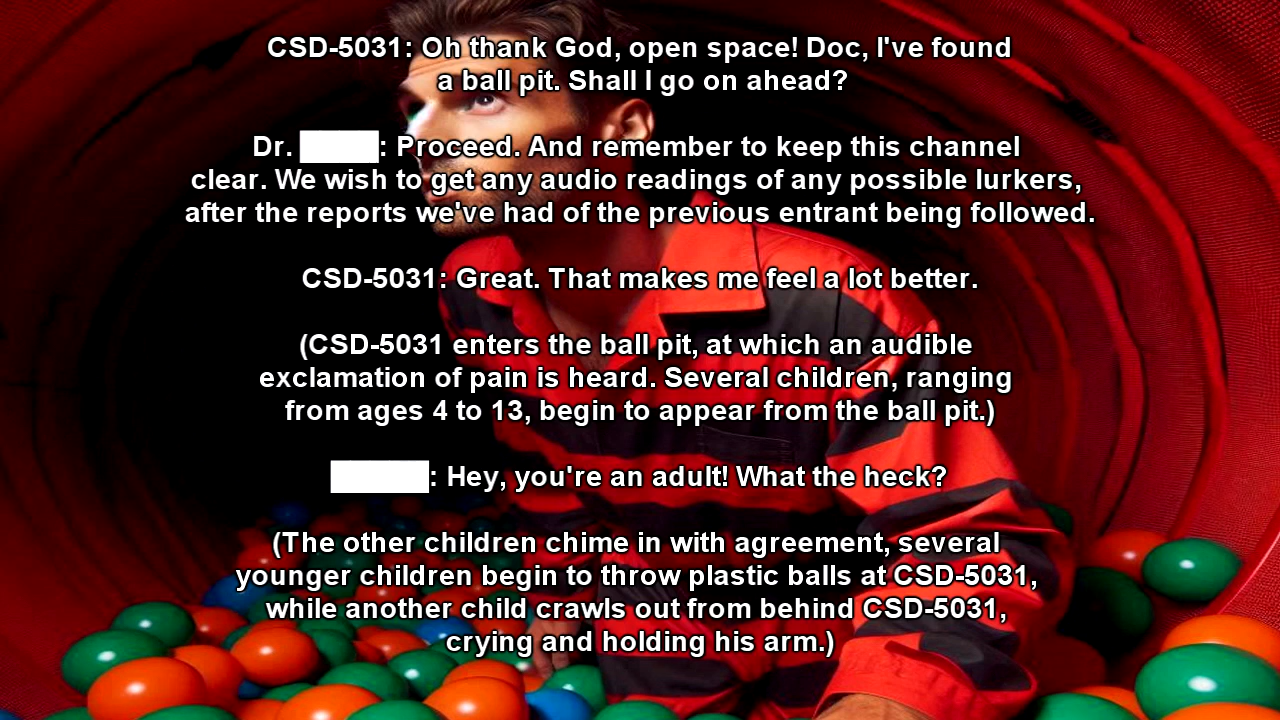 CSD-5031: Oh thank God, open space! Doc, I've found
a ball pit. Shall I go on ahead?
Dr. : Proceed. And remember to keep this channel
clear. We wish to get any audio readings of any possible lurkers,
after the reports we've had of the previous entrant being followed.
CSD-5031: Great. That makes me feel a lot better.
(CSD-5031 enters the ball pit, at which an audible
exclamation of pain is heard. Several children, ranging
from ages 4 to 13, begin to appear from the ball pit.)
: Hey, you're an adult! What the heck?
(The other children chime in with agreement, several
younger children begin to throw plastic balls at CSD-5031,
while another child crawls out from behind CSD-5031,
crying and holding his arm.)